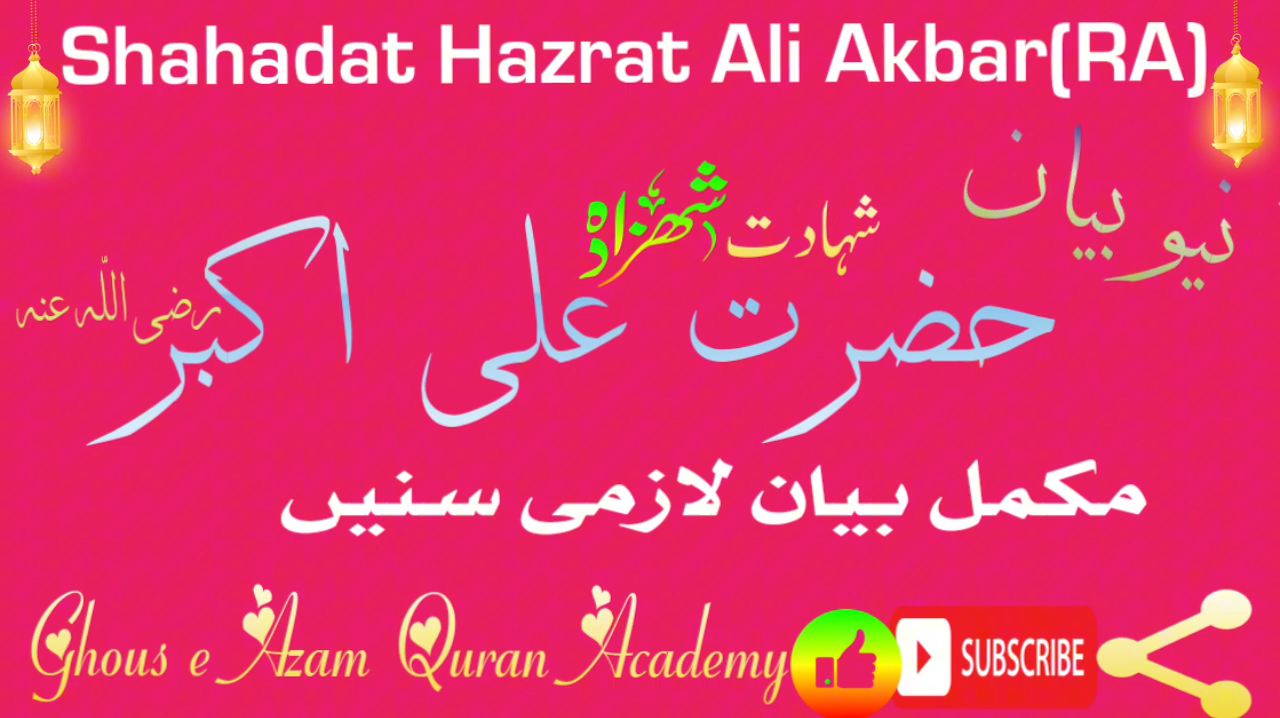 Shahadat Hazrat Ali Akbar(RA)
نیو بیان
شہادت شہزادہ
حضرت علی اکبر رضی اللہ عنہ
مکمل بیان لازمی سنیں
Ghous e Azam Quran Academy
SUBSCRIBE